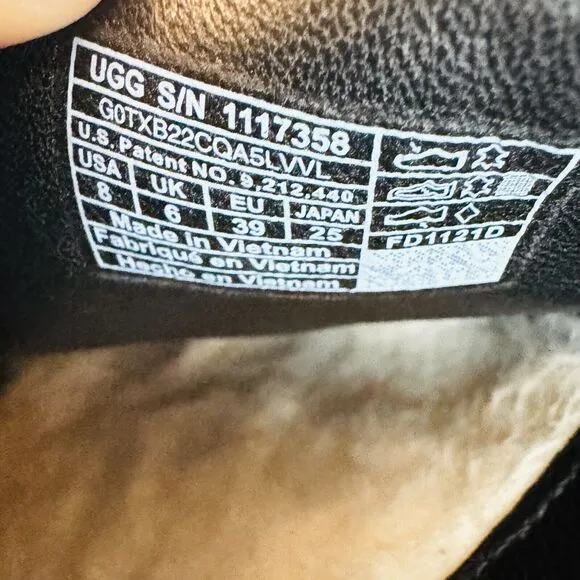 UGG S/N 1117358
G0TXB22CQA5LVVL
U.S. Patent NO. 9,212,440
USA UK EU JAPAN
8 6 39 25
Made in Vietnam
Fabriqué en Vietnam
Hecho en Vietnam
FD1121D